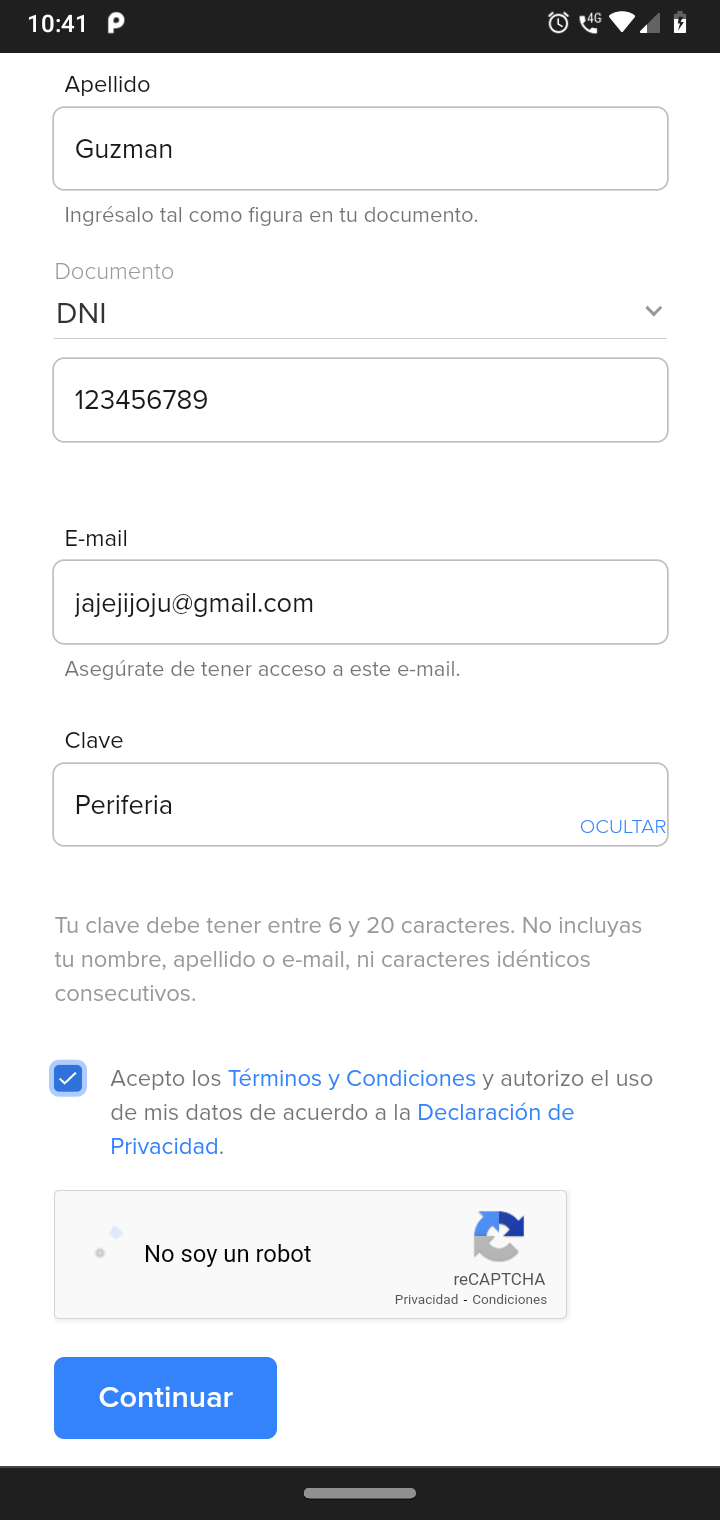 10:41
4G
Apellido
Guzman
Ingrésalo tal como figura en tu documento.
Documento
DNI
123456789
E-mail
jajejijoju@gmail.com
Asegúrate de tener acceso a este e-mail.
Clave
Periferia
OCULTAR
Tu clave debe tener entre 6 y 20 caracteres. No incluyas
tu nombre, apellido o e-mail, ni caracteres idénticos
consecutivos.
Acepto los Términos y Condiciones y autorizo el uso
de mis datos de acuerdo a la Declaración de
Privacidad.
No soy un robot
reCAPTCHA
Privacidad - Condiciones
Continuar